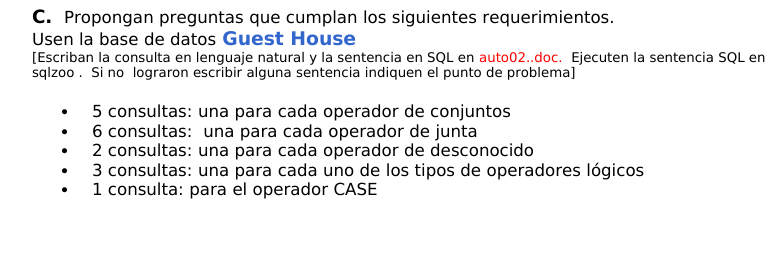 C. Propongan preguntas que cumplan los siguientes requerimientos.
Usen la base de datos Guest House
[Escriban la consulta en lenguaje natural y la sentencia en SQL en auto02..doc. Ejecuten la sentencia SQL en
sqlzoo . Si no lograron escribir alguna sentencia indiquen el punto de problema]
• 5 consultas: una para cada operador de conjuntos
• 6 consultas: una para cada operador de junta
• 2 consultas: una para cada operador de desconocido
• 3 consultas: una para cada uno de los tipos de operadores lógicos
• 1 consulta: para el operador CASE